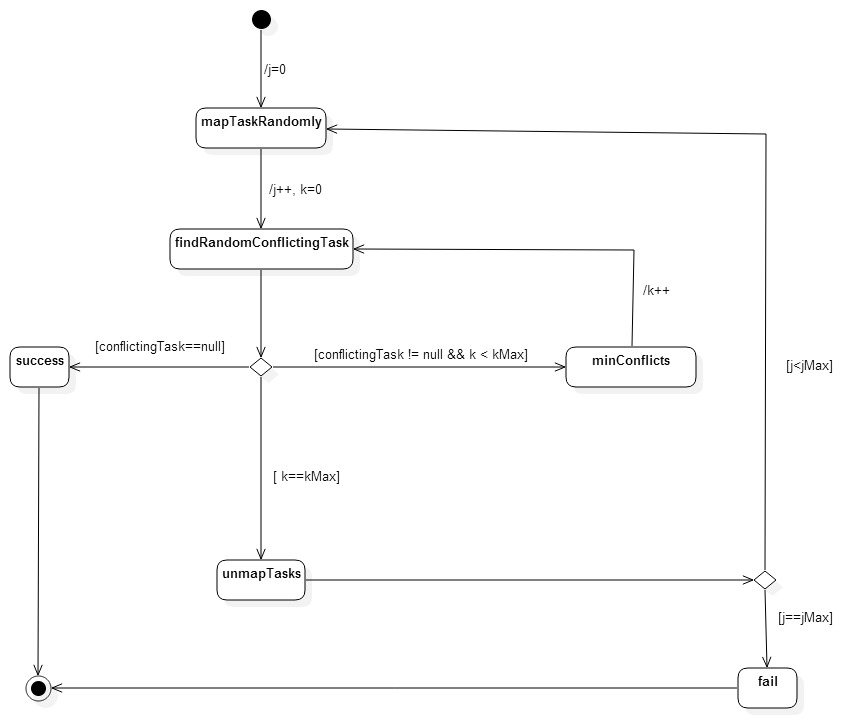 /j=0
mapTaskRandomly
/j++, k=0
findRandomConflictingTask
/k++
[conflictingTask==null]
[conflictingTask != null && k < kMax]
success
minConflicts
[j<jMax]
[ k==kMax]
unmapTasks
[j==jMax]
fail